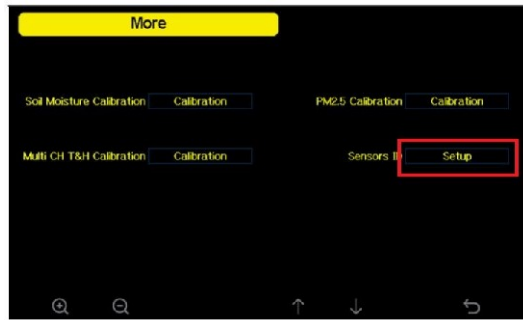 More
Soil Moisture Calibration Calibration PM2.5 Calibration Calibration
Multi CH T&H Calibration Calibration Sensors ID Setup